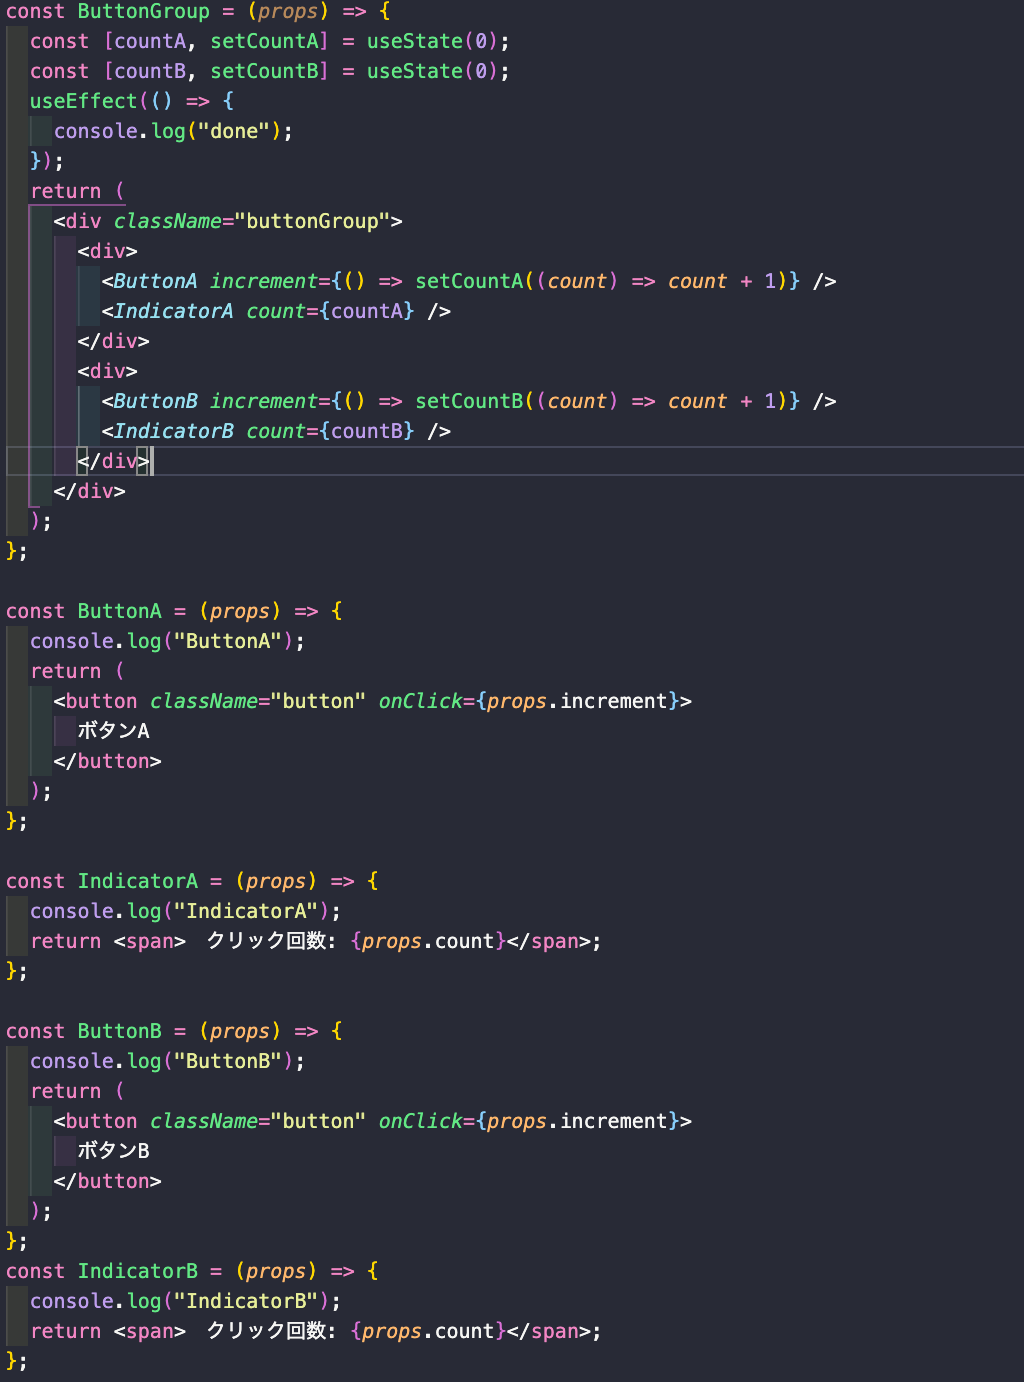 const ButtonGroup = (props) => {
  const [countA, setCountA] = useState(0);
  const [countB, setCountB] = useState(0);
  useEffect(() => {
    console.log("done");
  });
  return (
    <div className="buttonGroup">
      <div>
        <ButtonA increment={() => setCountA((count) => count + 1)} />
        <IndicatorA count={countA} />
      </div>
      <div>
        <ButtonB increment={() => setCountB((count) => count + 1)} />
        <IndicatorB count={countB} />
      </div>
    </div>
  );
};

const ButtonA = (props) => {
  console.log("ButtonA");
  return (
    <button className="button" onClick={props.increment}>
      ボタンA
    </button>
  );
};

const IndicatorA = (props) => {
  console.log("IndicatorA");
  return <span>　クリック回数: {props.count}</span>;
};

const ButtonB = (props) => {
  console.log("ButtonB");
  return (
    <button className="button" onClick={props.increment}>
      ボタンB
    </button>
  );
};
const IndicatorB = (props) => {
  console.log("IndicatorB");
  return <span>　クリック回数: {props.count}</span>;
};